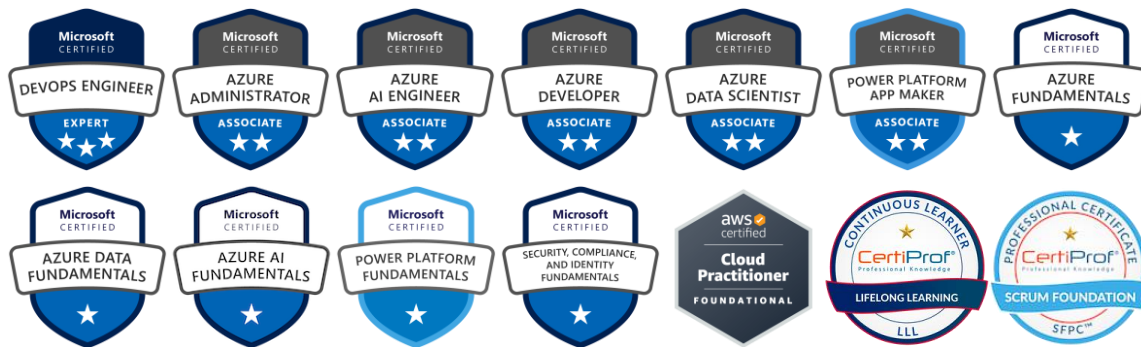 Microsoft
CERTIFIED
DEVOPS ENGINEER
EXPERT
Microsoft
CERTIFIED
AZURE
ADMINISTRATOR
ASSOCIATE
Microsoft
CERTIFIED
AZURE
AI ENGINEER
ASSOCIATE
Microsoft
CERTIFIED
AZURE
DEVELOPER
ASSOCIATE
Microsoft
CERTIFIED
AZURE
DATA SCIENTIST
ASSOCIATE
Microsoft
CERTIFIED
POWER PLATFORM
APP MAKER
ASSOCIATE
Microsoft
CERTIFIED
AZURE
FUNDAMENTALS
Microsoft
CERTIFIED
AZURE DATA
FUNDAMENTALS
Microsoft
CERTIFIED
AZURE AI
FUNDAMENTALS
Microsoft
CERTIFIED
POWER PLATFORM
FUNDAMENTALS
Microsoft
CERTIFIED
SECURITY, COMPLIANCE,
AND IDENTITY
FUNDAMENTALS
aws
certified
Cloud
Practitioner
FOUNDATIONAL
CONTINUOUS LEARNER
CertiProf®
Professional Knowledge
LIFELONG LEARNING
LLL
PROFESSIONAL CERTIFICATE
CertiProf®
Professional Knowledge
SCRUM FOUNDATION
SFPC™